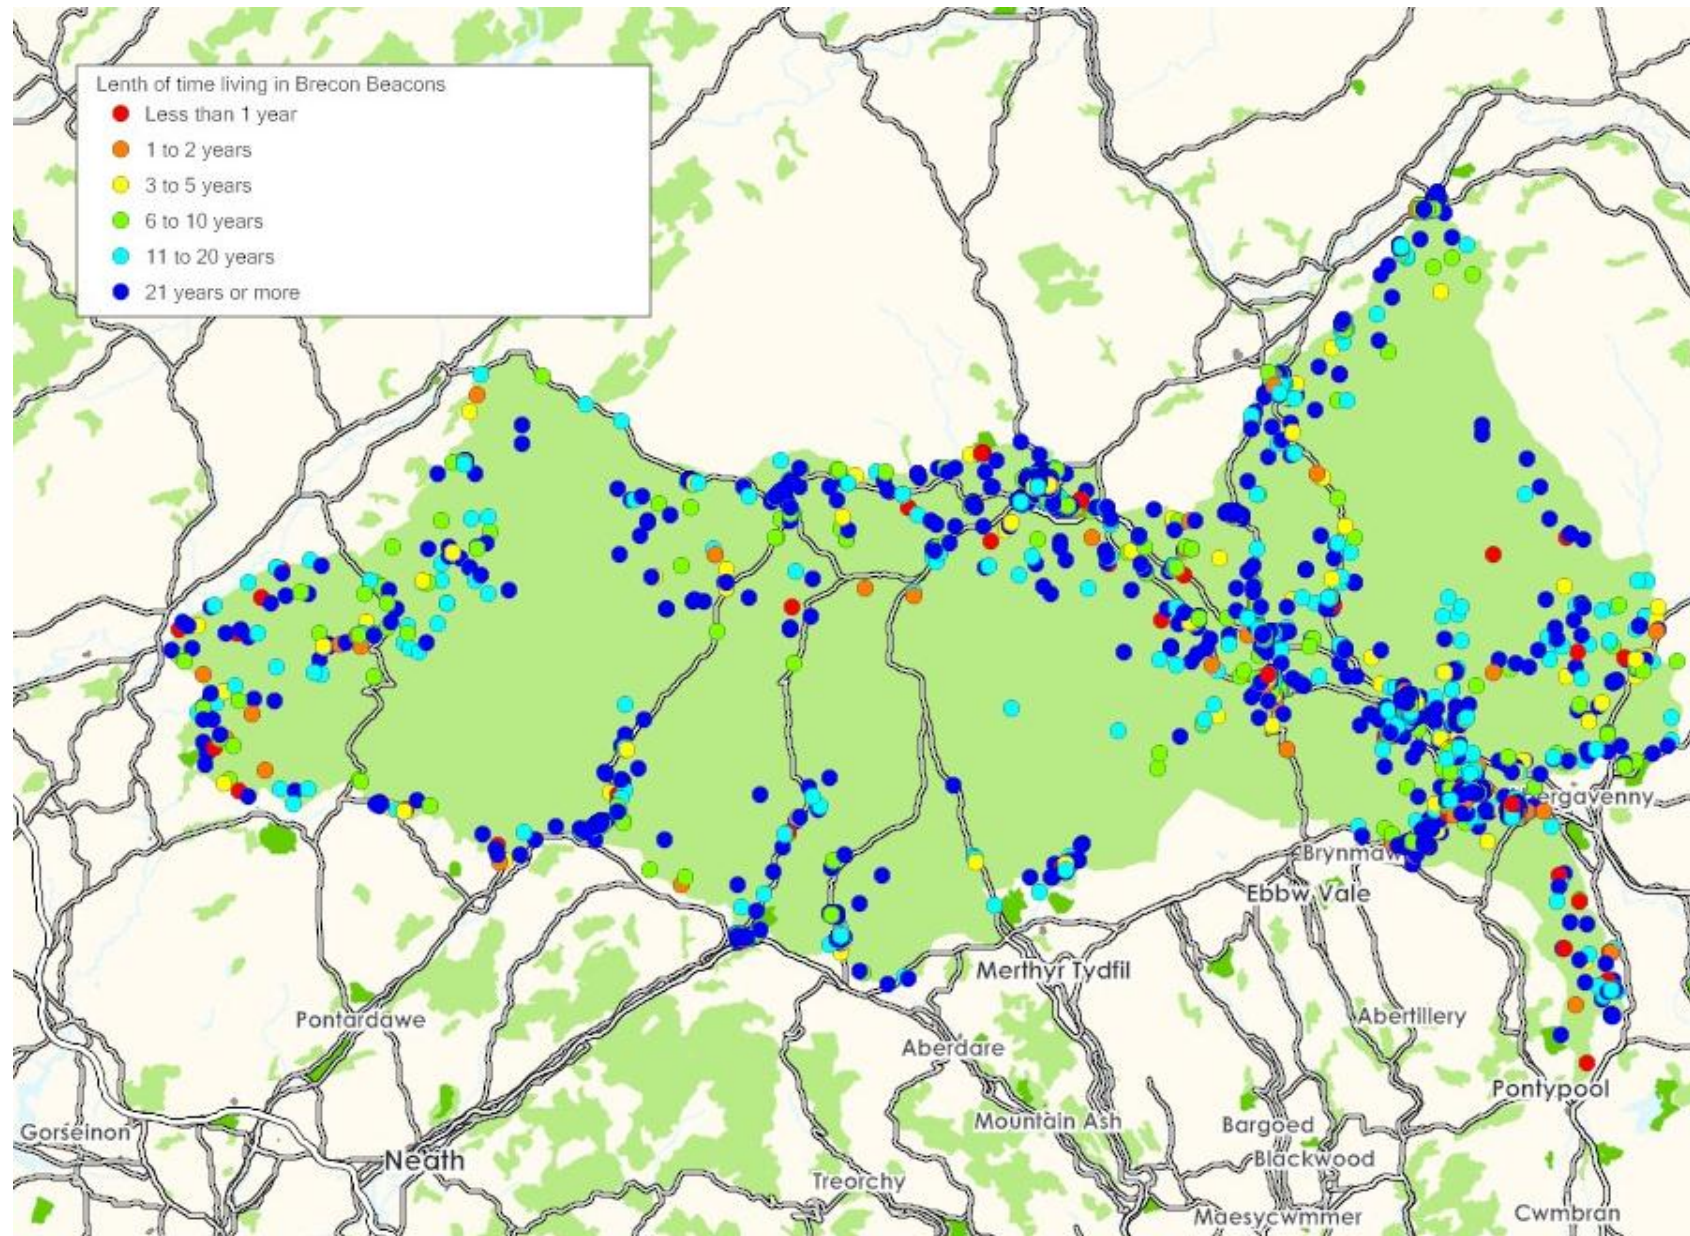 Lenth of time living in Brecon Beacons
Less than 1 year
1 to 2 years
3 to 5 years
6 to 10 years
11 to 20 years
21 years or more
bergavenny
Brynmaw
Ebbw Vale
Merthyr Tydfil
Pontardawe
Abertillery
Aberdare
Pontypool
Mountain Ash
Gorseinon
Bargoed
Neath
Blackwood
Treorchy
Maesycwmmer
Cwmbran